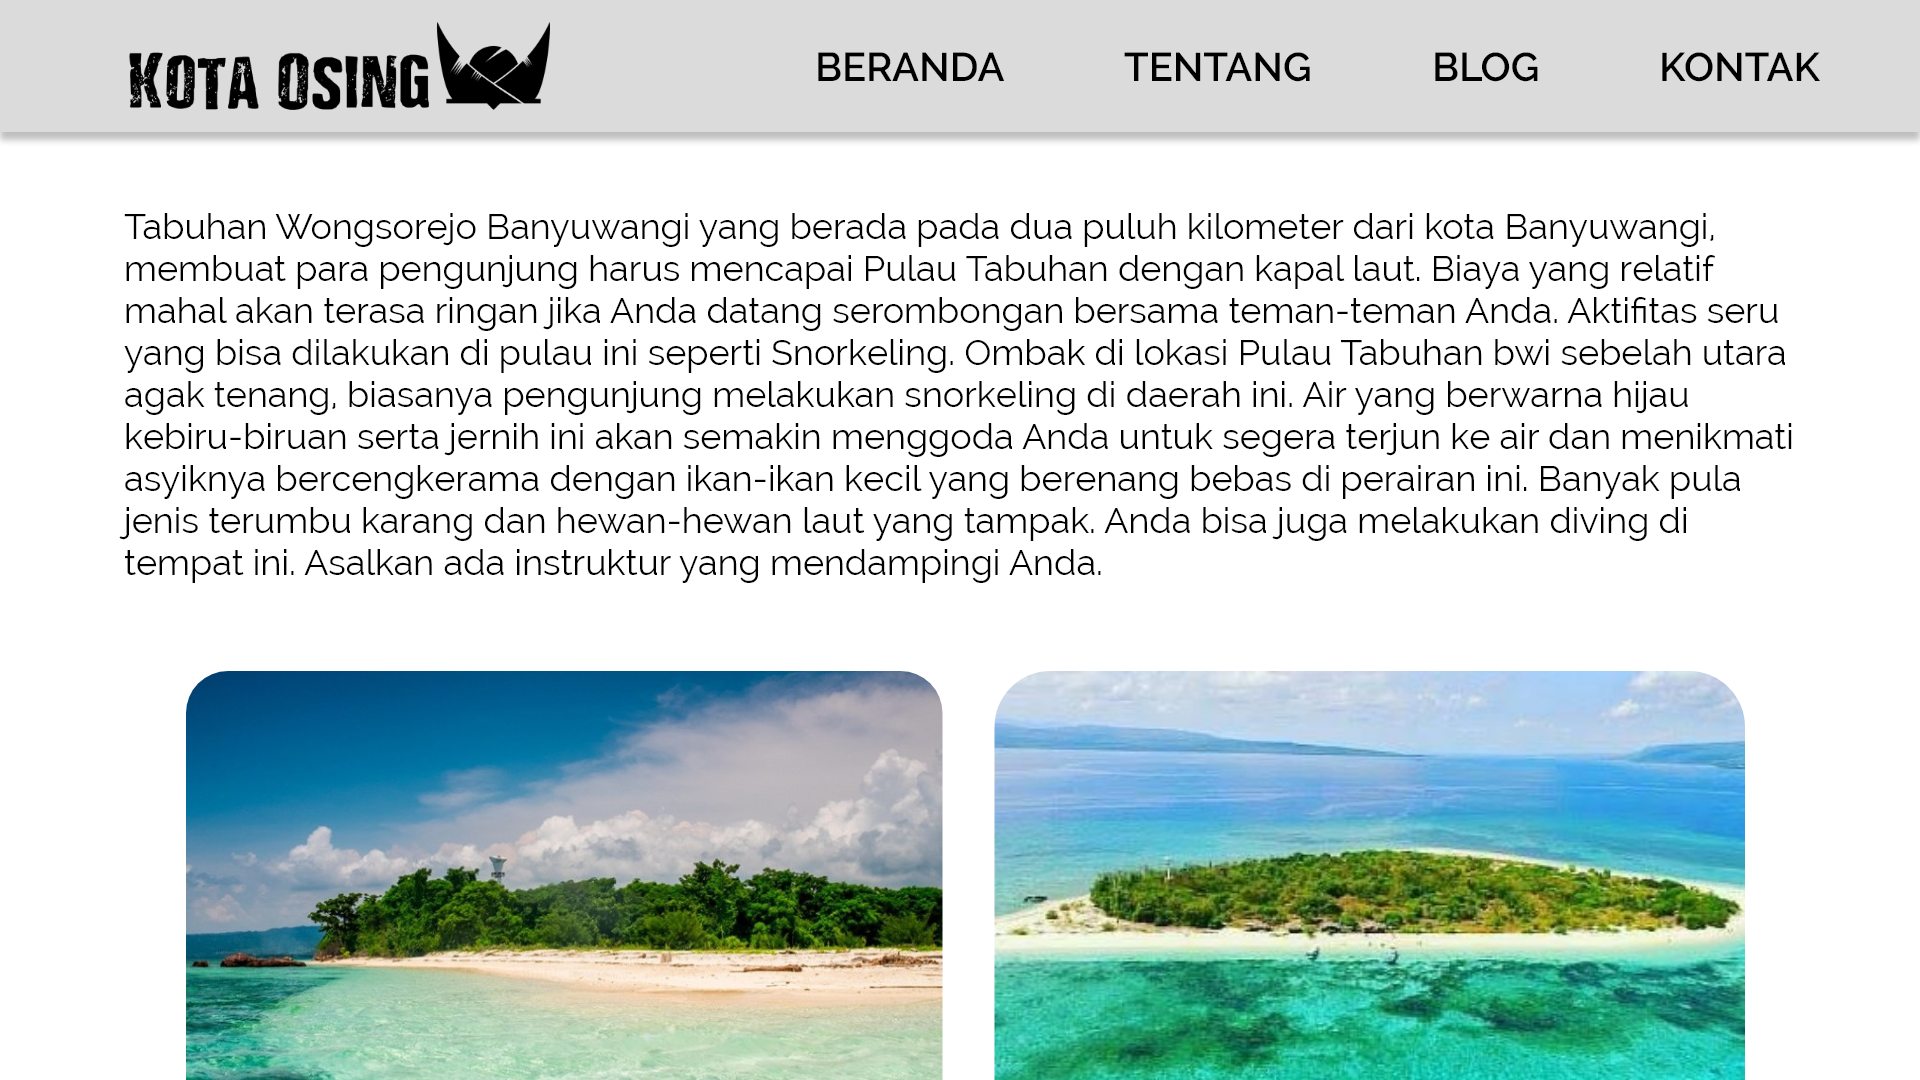 KOTA OSING
BERANDA
TENTANG
BLOG
KONTAK
Tabuhan Wongsorejo Banyuwangi yang berada pada dua puluh kilometer dari kota Banyuwangi,
membuat para pengunjung harus mencapai Pulau Tabuhan dengan kapal laut. Biaya yang relatif
mahal akan terasa ringan jika Anda datang serombongan bersama teman-teman Anda. Aktifitas seru
yang bisa dilakukan di pulau ini seperti Snorkeling. Ombak di lokasi Pulau Tabuhan bwi sebelah utara
agak tenang, biasanya pengunjung melakukan snorkeling di daerah ini. Air yang berwarna hijau
kebiru-biruan serta jernih ini akan semakin menggoda Anda untuk segera terjun ke air dan menikmati
asyiknya bercengkerama dengan ikan-ikan kecil yang berenang bebas di perairan ini. Banyak pula
jenis terumbu karang dan hewan-hewan laut yang tampak. Anda bisa juga melakukan diving di
tempat ini. Asalkan ada instruktur yang mendampingi Anda.